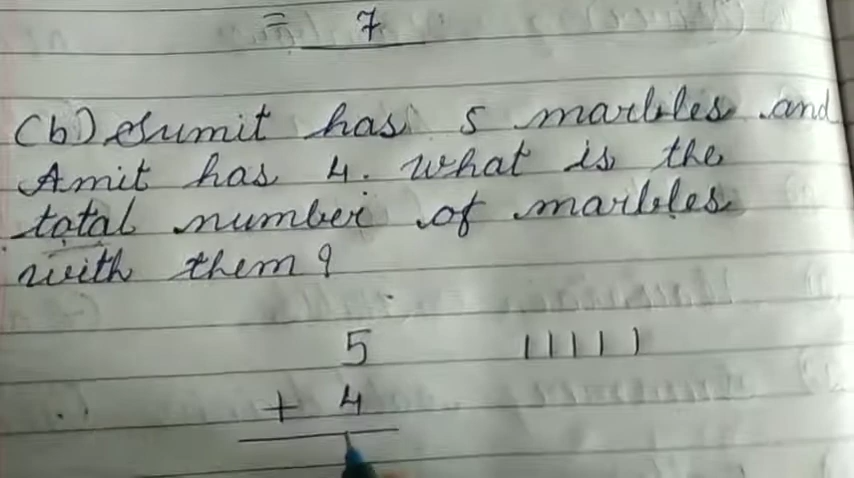 = 7
(b) Sumit has 5 marbles and
Amit has 4. what is the
total number of marbles
with them?
5 | | | | |
+ 4